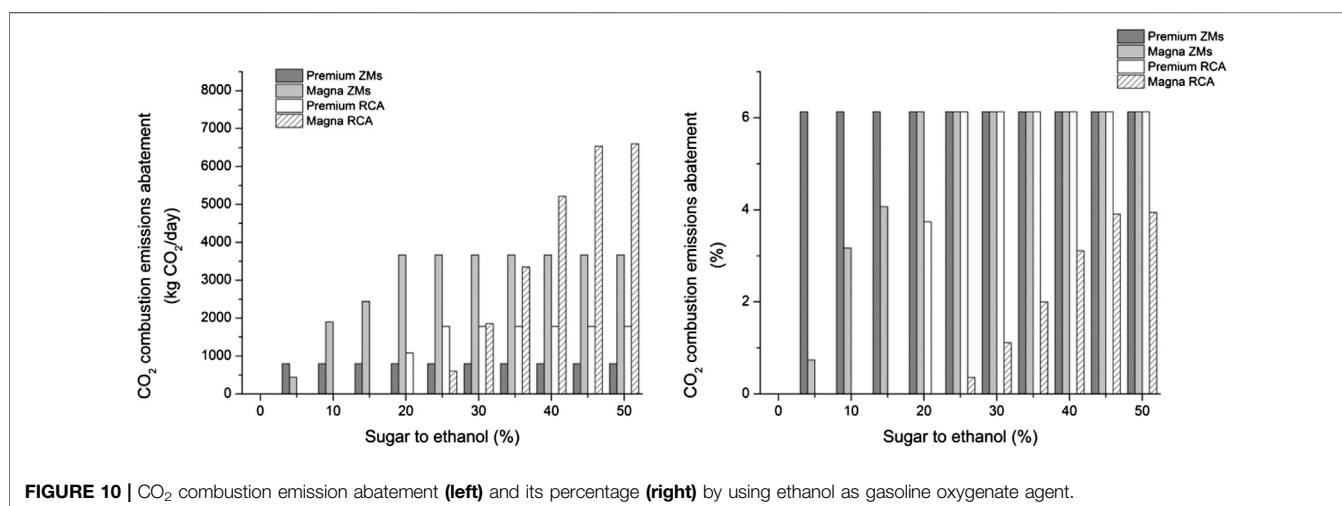 Premium ZMs
Magna ZMs
Premium RCA
Magna RCA
CO₂ combustion emissions abatement
(kg CO₂/day)
8000
7000
6000
5000
4000
3000
2000
1000
0
0 10 20 30 40 50
Sugar to ethanol (%)
Premium ZMs
Magna ZMs
Premium RCA
Magna RCA
CO₂ combustion emissions abatement
(%)
6
4
2
0
0 10 20 30 40 50
Sugar to ethanol (%)
FIGURE 10 | CO₂ combustion emission abatement (left) and its percentage (right) by using ethanol as gasoline oxygenate agent.